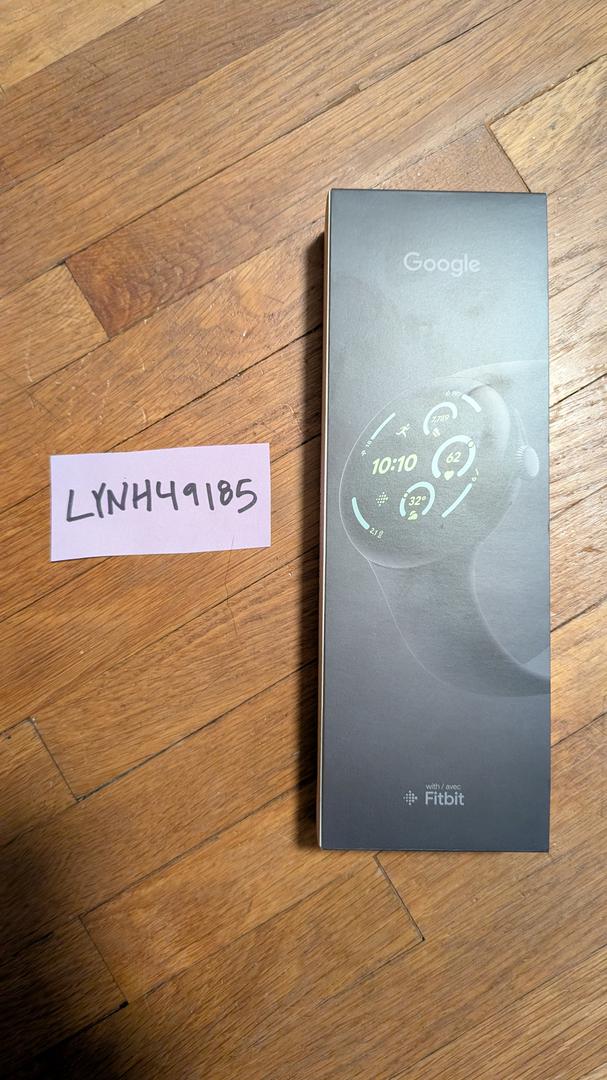 Google
10:10
62
32°
LYNH49185
with / avec
Fitbit